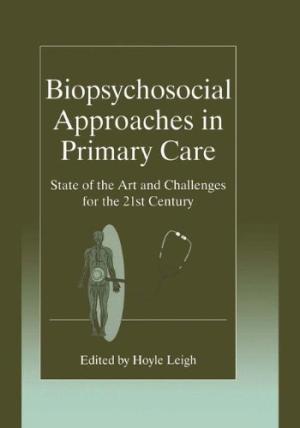 Biopsychosocial
Approaches in
Primary Care
State of the Art and Challenges
for the 21st Century
Edited by Hoyle Leigh